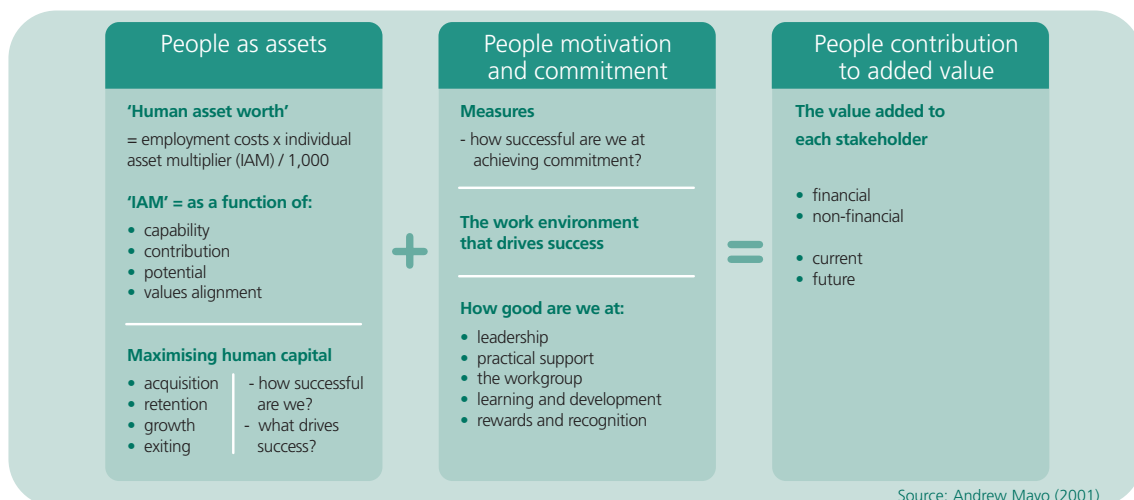 People as assets
'Human asset worth'
= employment costs x individual
asset multiplier (IAM) / 1,000
'IAM' = as a function of:
• capability
• contribution
• potential
• values alignment
Maximising human capital
• acquisition
• retention
• growth
• exiting
- how successful
are we?
- what drives
success?
+
People motivation
and commitment
Measures
- how successful are we at
achieving commitment?
The work environment
that drives success
How good are we at:
• leadership
• practical support
• the workgroup
• learning and development
• rewards and recognition
=
People contribution
to added value
The value added to
each stakeholder
• financial
• non-financial
• current
• future
Source: Andrew Mayo (2001)